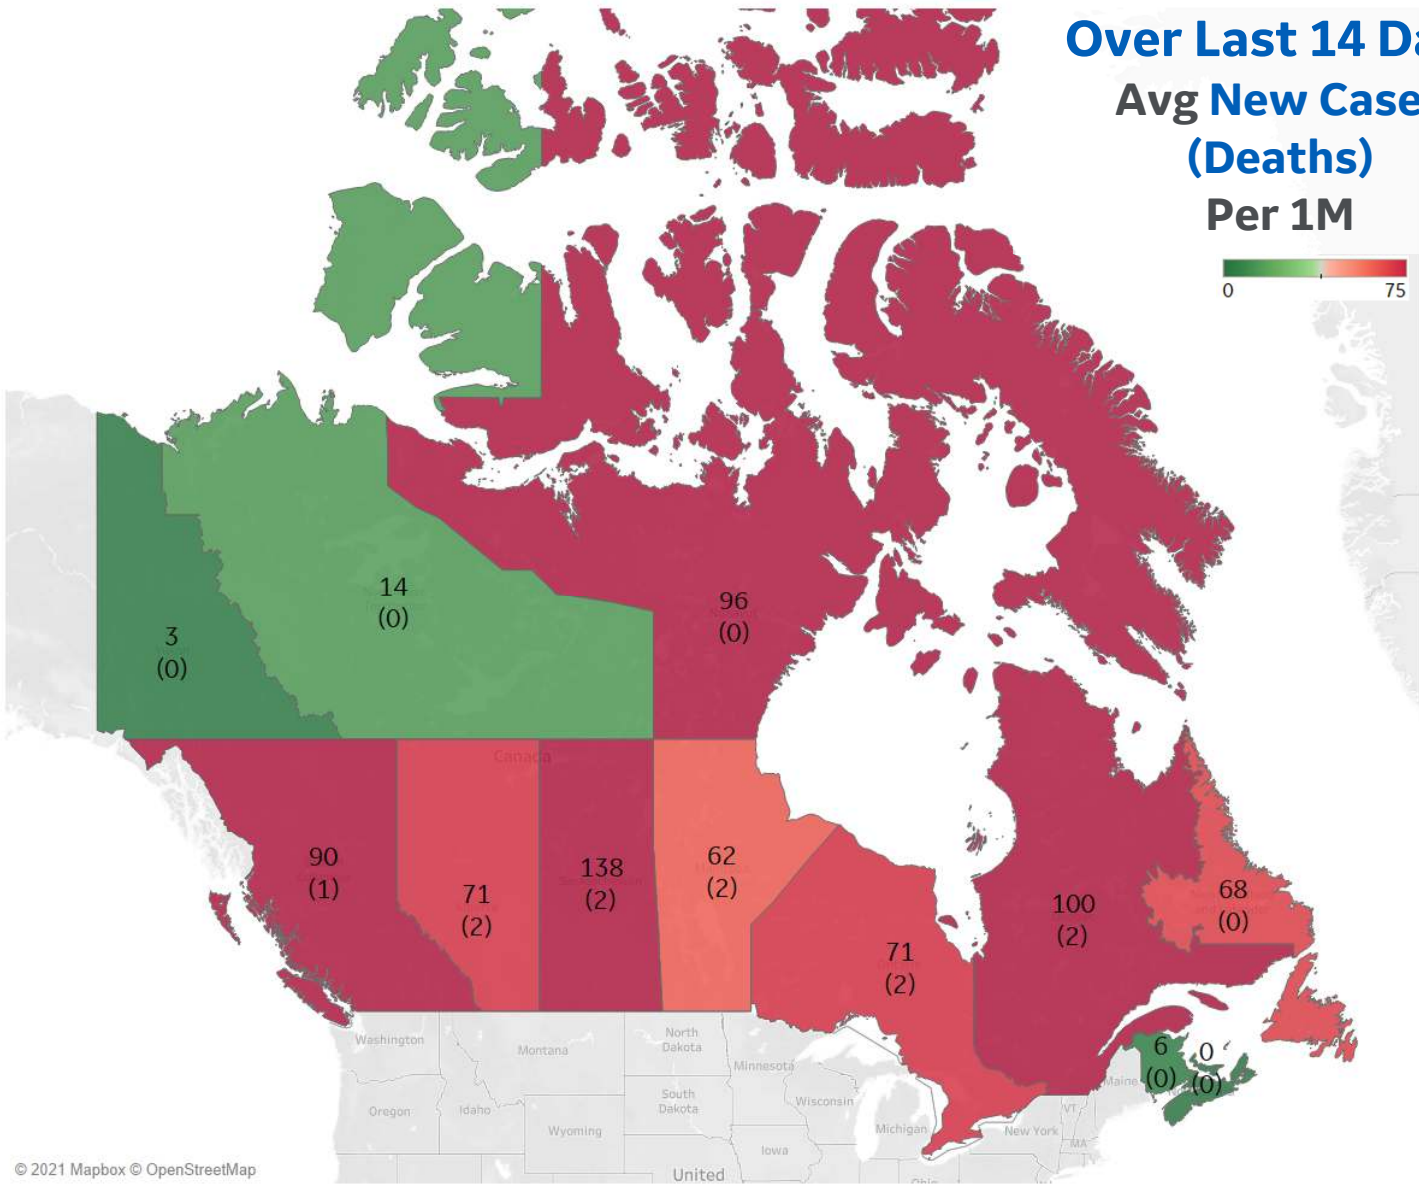 Over Last 14 Da
Avg New Case
(Deaths)
Per 1M
0
75
14
(0)
96
(0)
3
(0)
Canada
90
(1)
71
(2)
138
(2)
62
(2)
68
(0)
100
(2)
71
(2)
6
(0)
0
(0)
Washington
Montana
North
Dakota
Minnesota
Maine
Oregon
Idaho
South
Dakota
Wisconsin
Michigan
New York
VT
Wyoming
Iowa
MA
United
Ohio
© 2021 Mapbox © OpenStreetMap